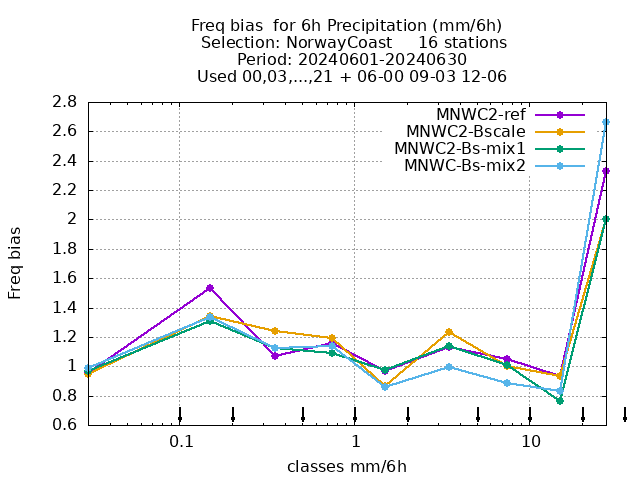 Freq bias  for 6h Precipitation (mm/6h)
Selection: NorwayCoast     16 stations
Period: 20240601-20240630
Used 00,03,...,21 + 06-00 09-03 12-06
MNWC2-ref
MNWC2-Bscale
MNWC2-Bs-mix1
MNWC-Bs-mix2
2.8
2.6
2.4
2.2
2
1.8
1.6
1.4
1.2
1
0.8
0.6
Freq bias
0.1 1 10
classes mm/6h